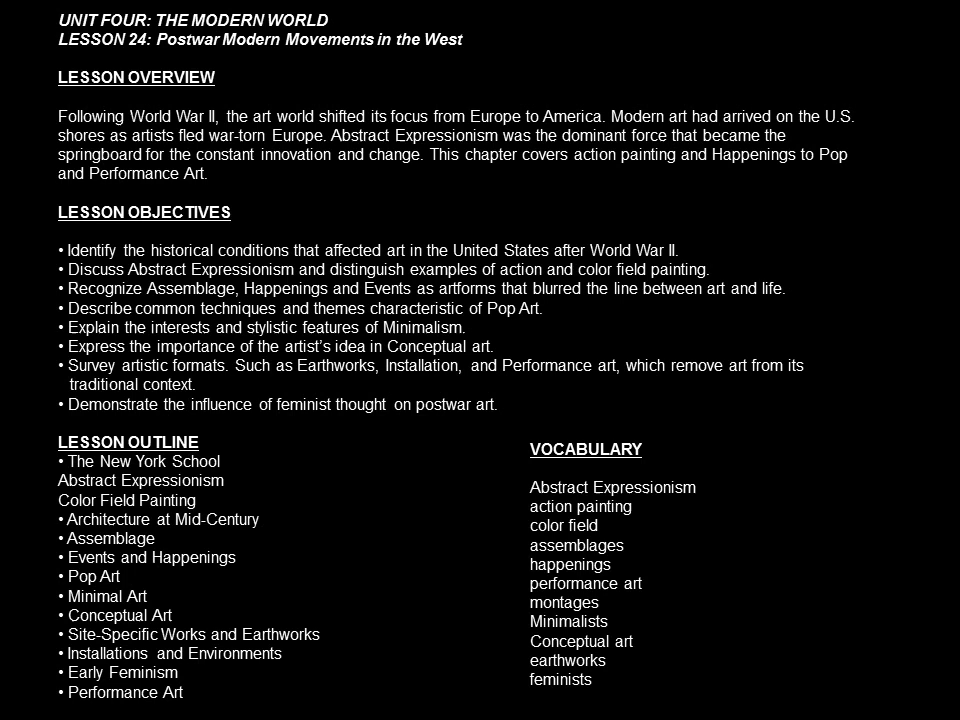 UNIT FOUR: THE MODERN WORLD
LESSON 24: Postwar Modern Movements in the West
LESSON OVERVIEW
Following World War II, the art world shifted its focus from Europe to America. Modern art had arrived on the U.S.
shores as artists fled war-torn Europe. Abstract Expressionism was the dominant force that became the
springboard for the constant innovation and change. This chapter covers action painting and Happenings to Pop
and Performance Art.
LESSON OBJECTIVES
• Identify the historical conditions that affected art in the United States after World War II.
• Discuss Abstract Expressionism and distinguish examples of action and color field painting.
• Recognize Assemblage, Happenings and Events as artforms that blurred the line between art and life.
• Describe common techniques and themes characteristic of Pop Art.
• Explain the interests and stylistic features of Minimalism.
• Express the importance of the artist's idea in Conceptual art.
• Survey artistic formats. Such as Earthworks, Installation, and Performance art, which remove art from its
traditional context.
• Demonstrate the influence of feminist thought on postwar art.
LESSON OUTLINE
• The New York School
Abstract Expressionism
Color Field Painting
• Architecture at Mid-Century
• Assemblage
• Events and Happenings
• Pop Art
• Minimal Art
• Conceptual Art
• Site-Specific Works and Earthworks
• Installations and Environments
• Early Feminism
• Performance Art
VOCABULARY
Abstract Expressionism
action painting
color field
assemblages
happenings
performance art
montages
Minimalists
Conceptual art
earthworks
feminists